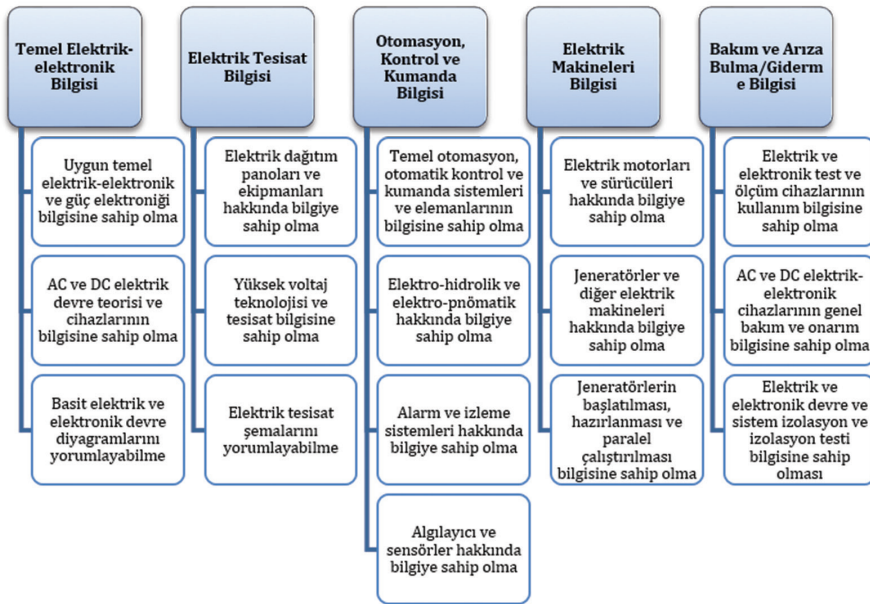 Temel Elektrik-
elektronik
Bilgisi
Uygun temel
elektrik-elektronik
ve güç elektroniği
bilgisine sahip olma
AC ve DC elektrik
devre teorisi ve
cihazlarının
bilgisine sahip olma
Basit elektrik ve
elektronik devre
diyagramlarını
yorumlayabilme
Elektrik Tesisat
Bilgisi
Elektrik dağıtım
panoları ve
ekipmanları
hakkında bilgiye
sahip olma
Yüksek voltaj
teknolojisi ve
tesisat bilgisine
sahip olma
Elektrik tesisat
şemalarını
yorumlayabilme
Otomasyon,
Kontrol ve
Kumanda
Bilgisi
Temel otomasyon,
otomatik kontrol ve
kumanda sistemleri
ve elemanlarının
bilgisine sahip olma
Elektro-hidrolik ve
elektro-pnömatik
hakkında bilgiye
sahip olma
Alarm ve izleme
sistemleri hakkında
bilgiye sahip olma
Algılayıcı ve
sensörler hakkında
bilgiye sahip olma
Elektrik
Makineleri
Bilgisi
Elektrik motorları
ve sürücüleri
hakkında bilgiye
sahip olma
Jeneratörler ve
diğer elektrik
makineleri
hakkında bilgiye
sahip olma
Jeneratörlerin
başlatılması,
hazırlanması ve
paralel
çalıştırılması
bilgisine sahip olma
Bakım ve Arıza
Bulma/Giderm
e Bilgisi
Elektrik ve
elektronik test ve
ölçüm cihazlarının
kullanım bilgisine
sahip olma
AC ve DC elektrik-
elektronik
cihazlarının genel
bakım ve onarım
bilgisine sahip olma
Elektrik ve
elektronik devre ve
sistem izolasyon ve
izolasyon testi
bilgisine sahip
olması